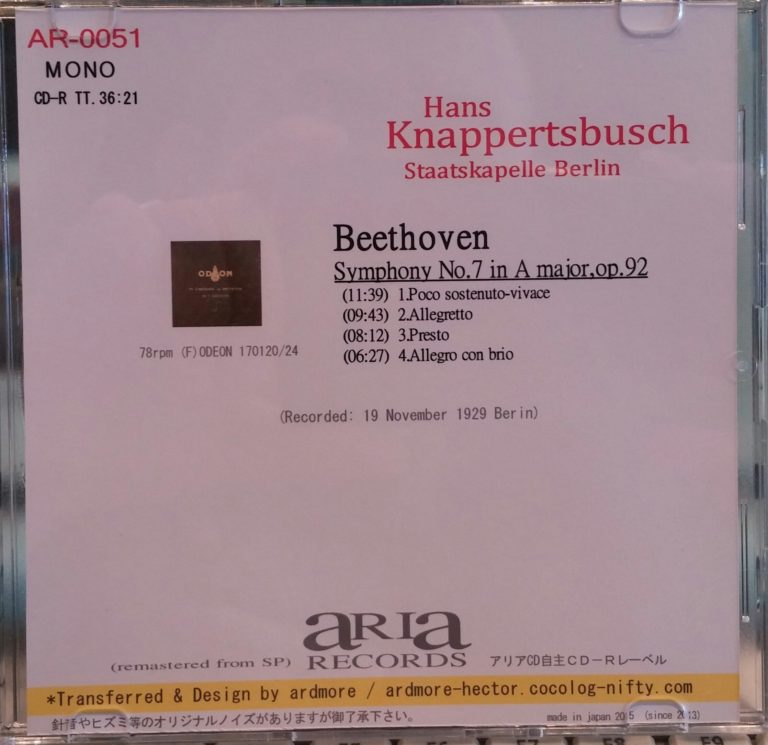 AR-0051
MONO
CD-R TT. 36:21
Hans
Knappertsbusch
Staatskapelle Berlin
Beethoven
Symphony No.7 in A major,op.92
(11:39) 1.Poco sostenuto-vivace
(09:43) 2.Allegretto
(08:12) 3.Presto
(06:27) 4.Allegro con brio
ODEON
78rpm (F)ODEON 170120/24
(Recorded: 19 November 1929 Berin)
ARIA
(remastered from SP) RECORDS アリアCD自主CD-Rレーベル
*Transferred & Design by ardmore / ardmore-hector.cocolog-nifty.com
針音やヒズミ等のオリジナルノイズがありますが御了承下さい。
made in japan 2015 (since 2013)
57
58
59